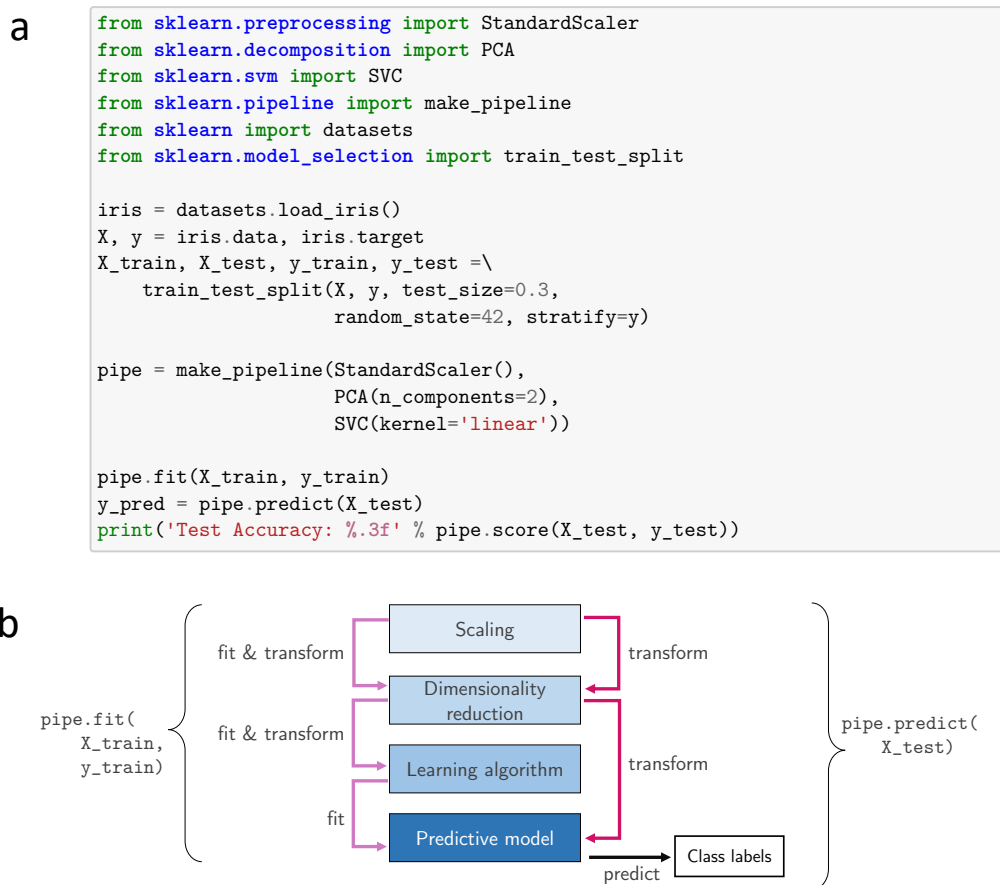 a
from sklearn.preprocessing import StandardScaler
from sklearn.decomposition import PCA
from sklearn.svm import SVC
from sklearn.pipeline import make_pipeline
from sklearn import datasets
from sklearn.model_selection import train_test_split
iris = datasets.load_iris()
X, y = iris.data, iris.target
X_train, X_test, y_train, y_test =\
    train_test_split(X, y, test_size=0.3,
                     random_state=42, stratify=y)
pipe = make_pipeline(StandardScaler(),
                     PCA(n_components=2),
                     SVC(kernel='linear'))
pipe.fit(X_train, y_train)
y_pred = pipe.predict(X_test)
print('Test Accuracy: %.3f' % pipe.score(X_test, y_test))
b
pipe.fit(
X_train,
y_train)
fit & transform
fit & transform
fit
Scaling
Dimensionality
reduction
Learning algorithm
Predictive model
transform
transform
predict
Class labels
pipe.predict(
X_test)